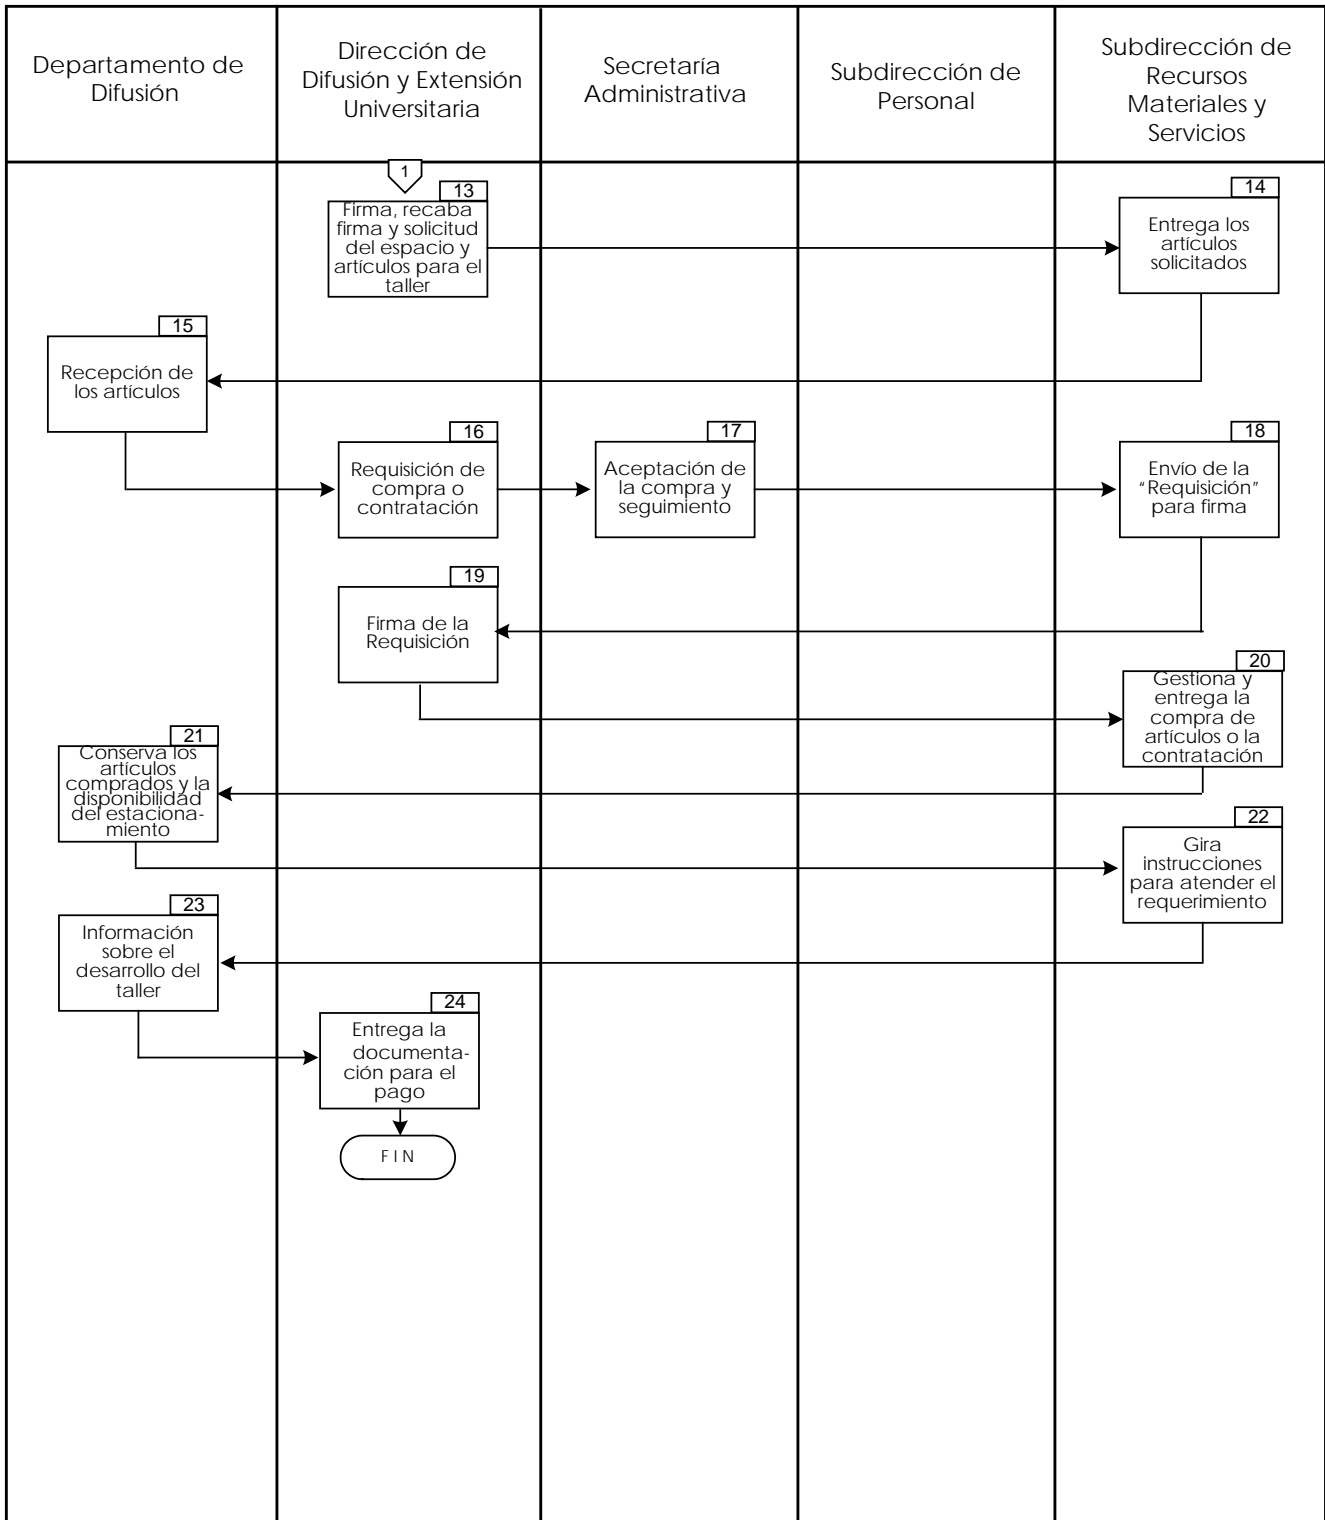 Departamento de
Difusión
Dirección de
Difusión y Extensión
Universitaria
Secretaría
Administrativa
Subdirección de
Personal
Subdirección de
Recursos
Materiales y
Servicios
1
13
Firma, recaba
firma y solicitud
del espacio y
artículos para el
taller
14
Entrega los
artículos
solicitados
15
Recepción de
los artículos
16
Requisición de
compra o
contratación
17
Aceptación de
la compra y
seguimiento
18
Envío de la
“Requisición”
para firma
19
Firma de la
Requisición
20
Gestiona y
entrega la
compra de
artículos o la
contratación
21
Conserva los
artículos
comprados y la
disponibilidad
del estaciona-
miento
22
Gira
instrucciones
para atender el
requerimiento
23
Información
sobre el
desarrollo del
taller
24
Entrega la
documenta-
ción para el
pago
FIN